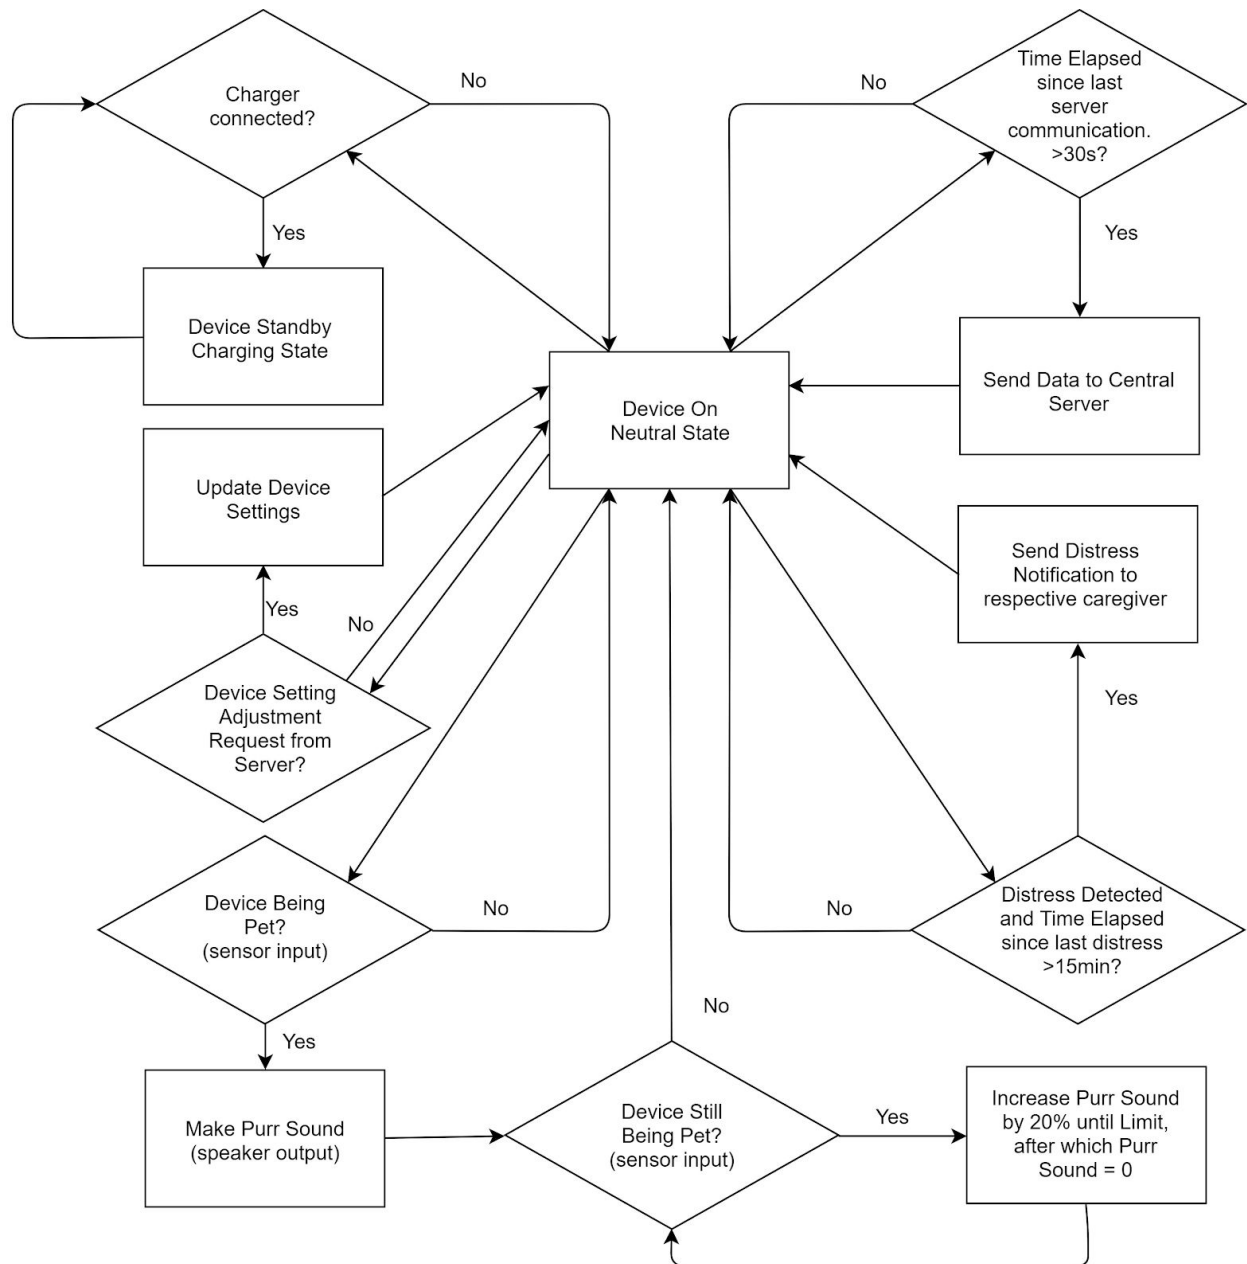 Charger
connected?
No
Yes
Device Standby
Charging State
Time Elapsed
since last
server
communication.
>30s?
No
Yes
Send Data to Central
Server
Device On
Neutral State
Update Device
Settings
Yes
No
Device Setting
Adjustment
Request from
Server?
Send Distress
Notification to
respective caregiver
Yes
Distress Detected
and Time Elapsed
since last distress
>15min?
No
Device Being
Pet?
(sensor input)
No
Yes
Make Purr Sound
(speaker output)
Device Still
Being Pet?
(sensor input)
No
Yes
Increase Purr Sound
by 20% until Limit,
after which Purr
Sound = 0